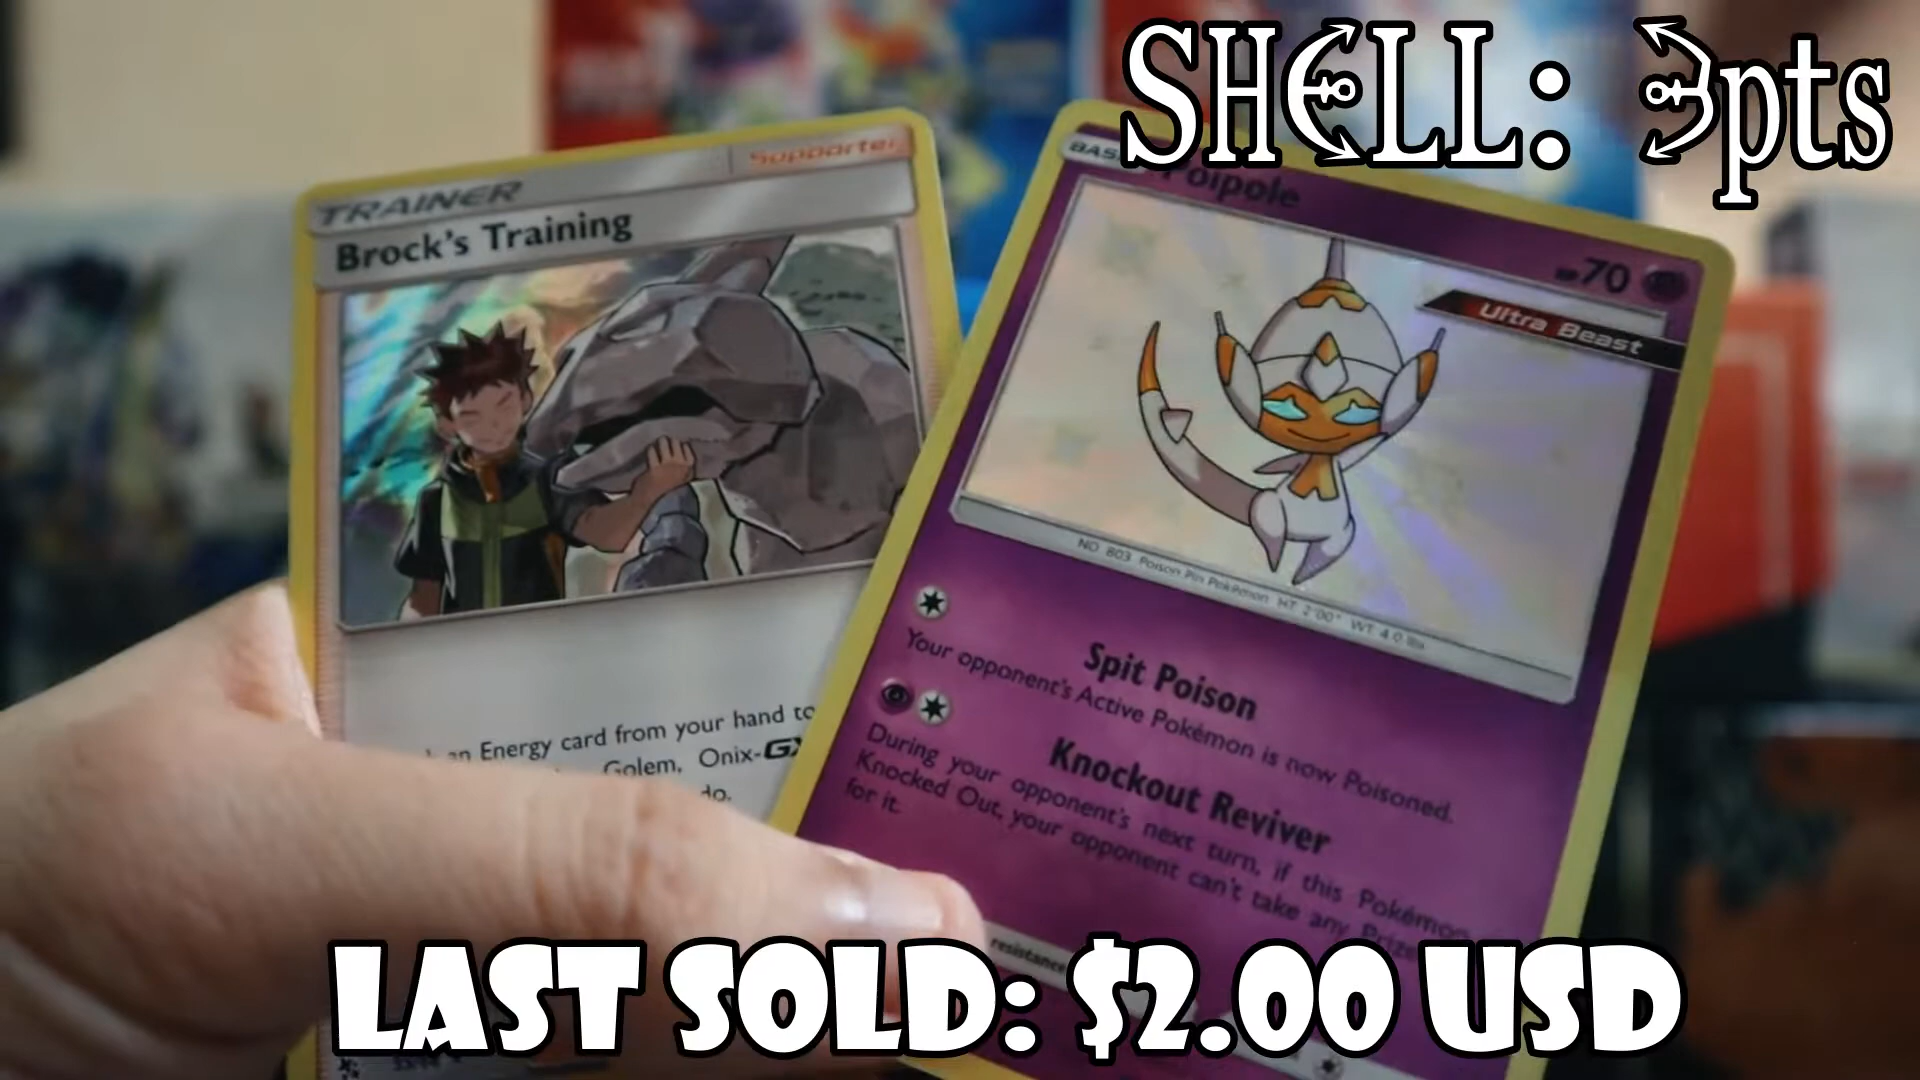 SHELL: 3pts
TRAINER
Supporter
Brock's Training
an Energy card from your hand to
Golem, Onix-GX
do.
BASIC
Poipole
70
Ultra Beast
NO 803 Poison Pin Pokémon HT 2'00" WT 4.0 lbs
Spit Poison
Your opponent's Active Pokémon is now Poisoned.
Knockout Reviver
During your opponent's next turn, if this Pokémon
Knocked Out, your opponent can't take any Prize
for it.
resistance
LAST SOLD: $2.00 USD